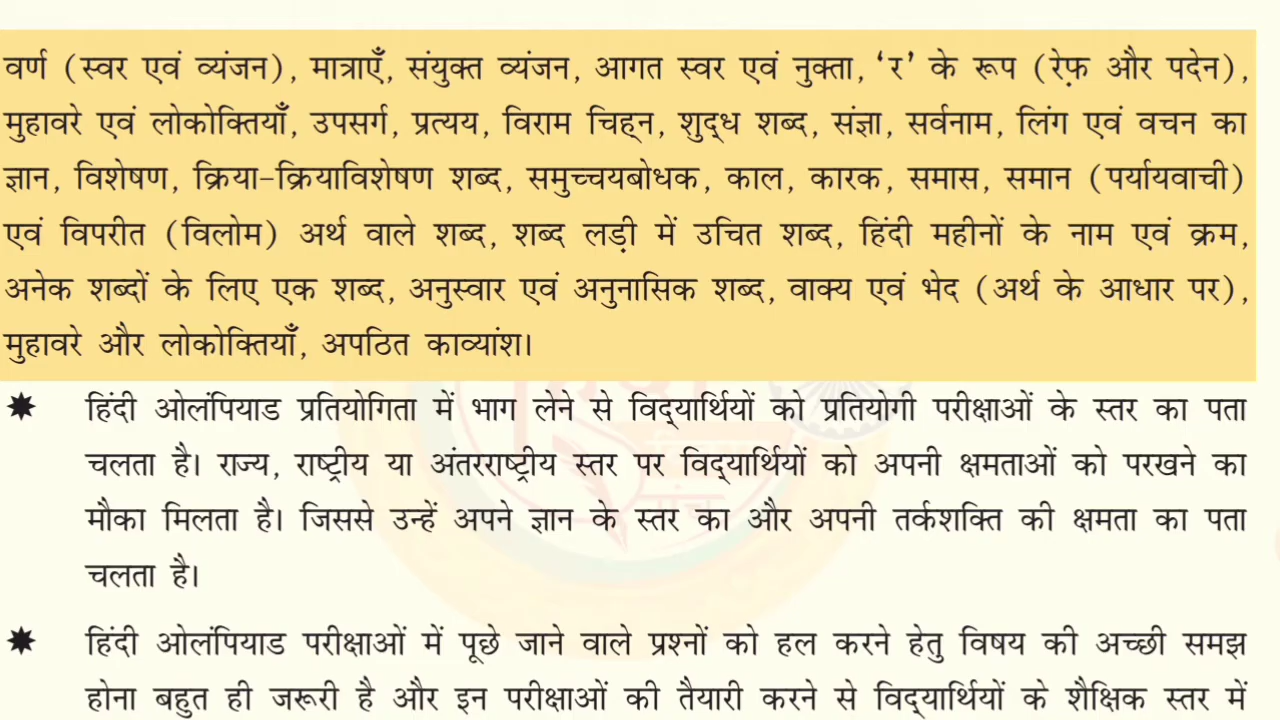 वर्ण (स्वर एवं व्यंजन), मात्राएँ, संयुक्त व्यंजन, आगत स्वर एवं नुक्ता, ‘र’ के रूप (रेफ़ और पदेन),
मुहावरे एवं लोकोक्तियाँ, उपसर्ग, प्रत्यय, विराम चिह्‌न, शुद्‌ध शब्द, संज्ञा, सर्वनाम, लिंग एवं वचन का
ज्ञान, विशेषण, क्रिया-क्रियाविशेषण शब्द, समुच्चयबोधक, काल, कारक, समास, समान (पर्यायवाची)
एवं विपरीत (विलोम) अर्थ वाले शब्द, शब्द लड़ी में उचित शब्द, हिंदी महीनों के नाम एवं क्रम,
अनेक शब्दों के लिए एक शब्द, अनुस्वार एवं अनुनासिक शब्द, वाक्य एवं भेद (अर्थ के आधार पर),
मुहावरे और लोकोक्तियाँ, अपठित काव्यांश।
हिंदी ओलंपियाड प्रतियोगिता में भाग लेने से विद्‌यार्थियों को प्रतियोगी परीक्षाओं के स्तर का पता
चलता है। राज्य, राष्ट्रीय या अंतरराष्ट्रीय स्तर पर विद्‌यार्थियों को अपनी क्षमताओं को परखने का
मौका मिलता है। जिससे उन्हें अपने ज्ञान के स्तर का और अपनी तर्कशक्ति की क्षमता का पता
चलता है।
हिंदी ओलंपियाड परीक्षाओं में पूछे जाने वाले प्रश्नों को हल करने हेतु विषय की अच्छी समझ
होना बहुत ही जरूरी है और इन परीक्षाओं की तैयारी करने से विद्‌यार्थियों के शैक्षिक स्तर में